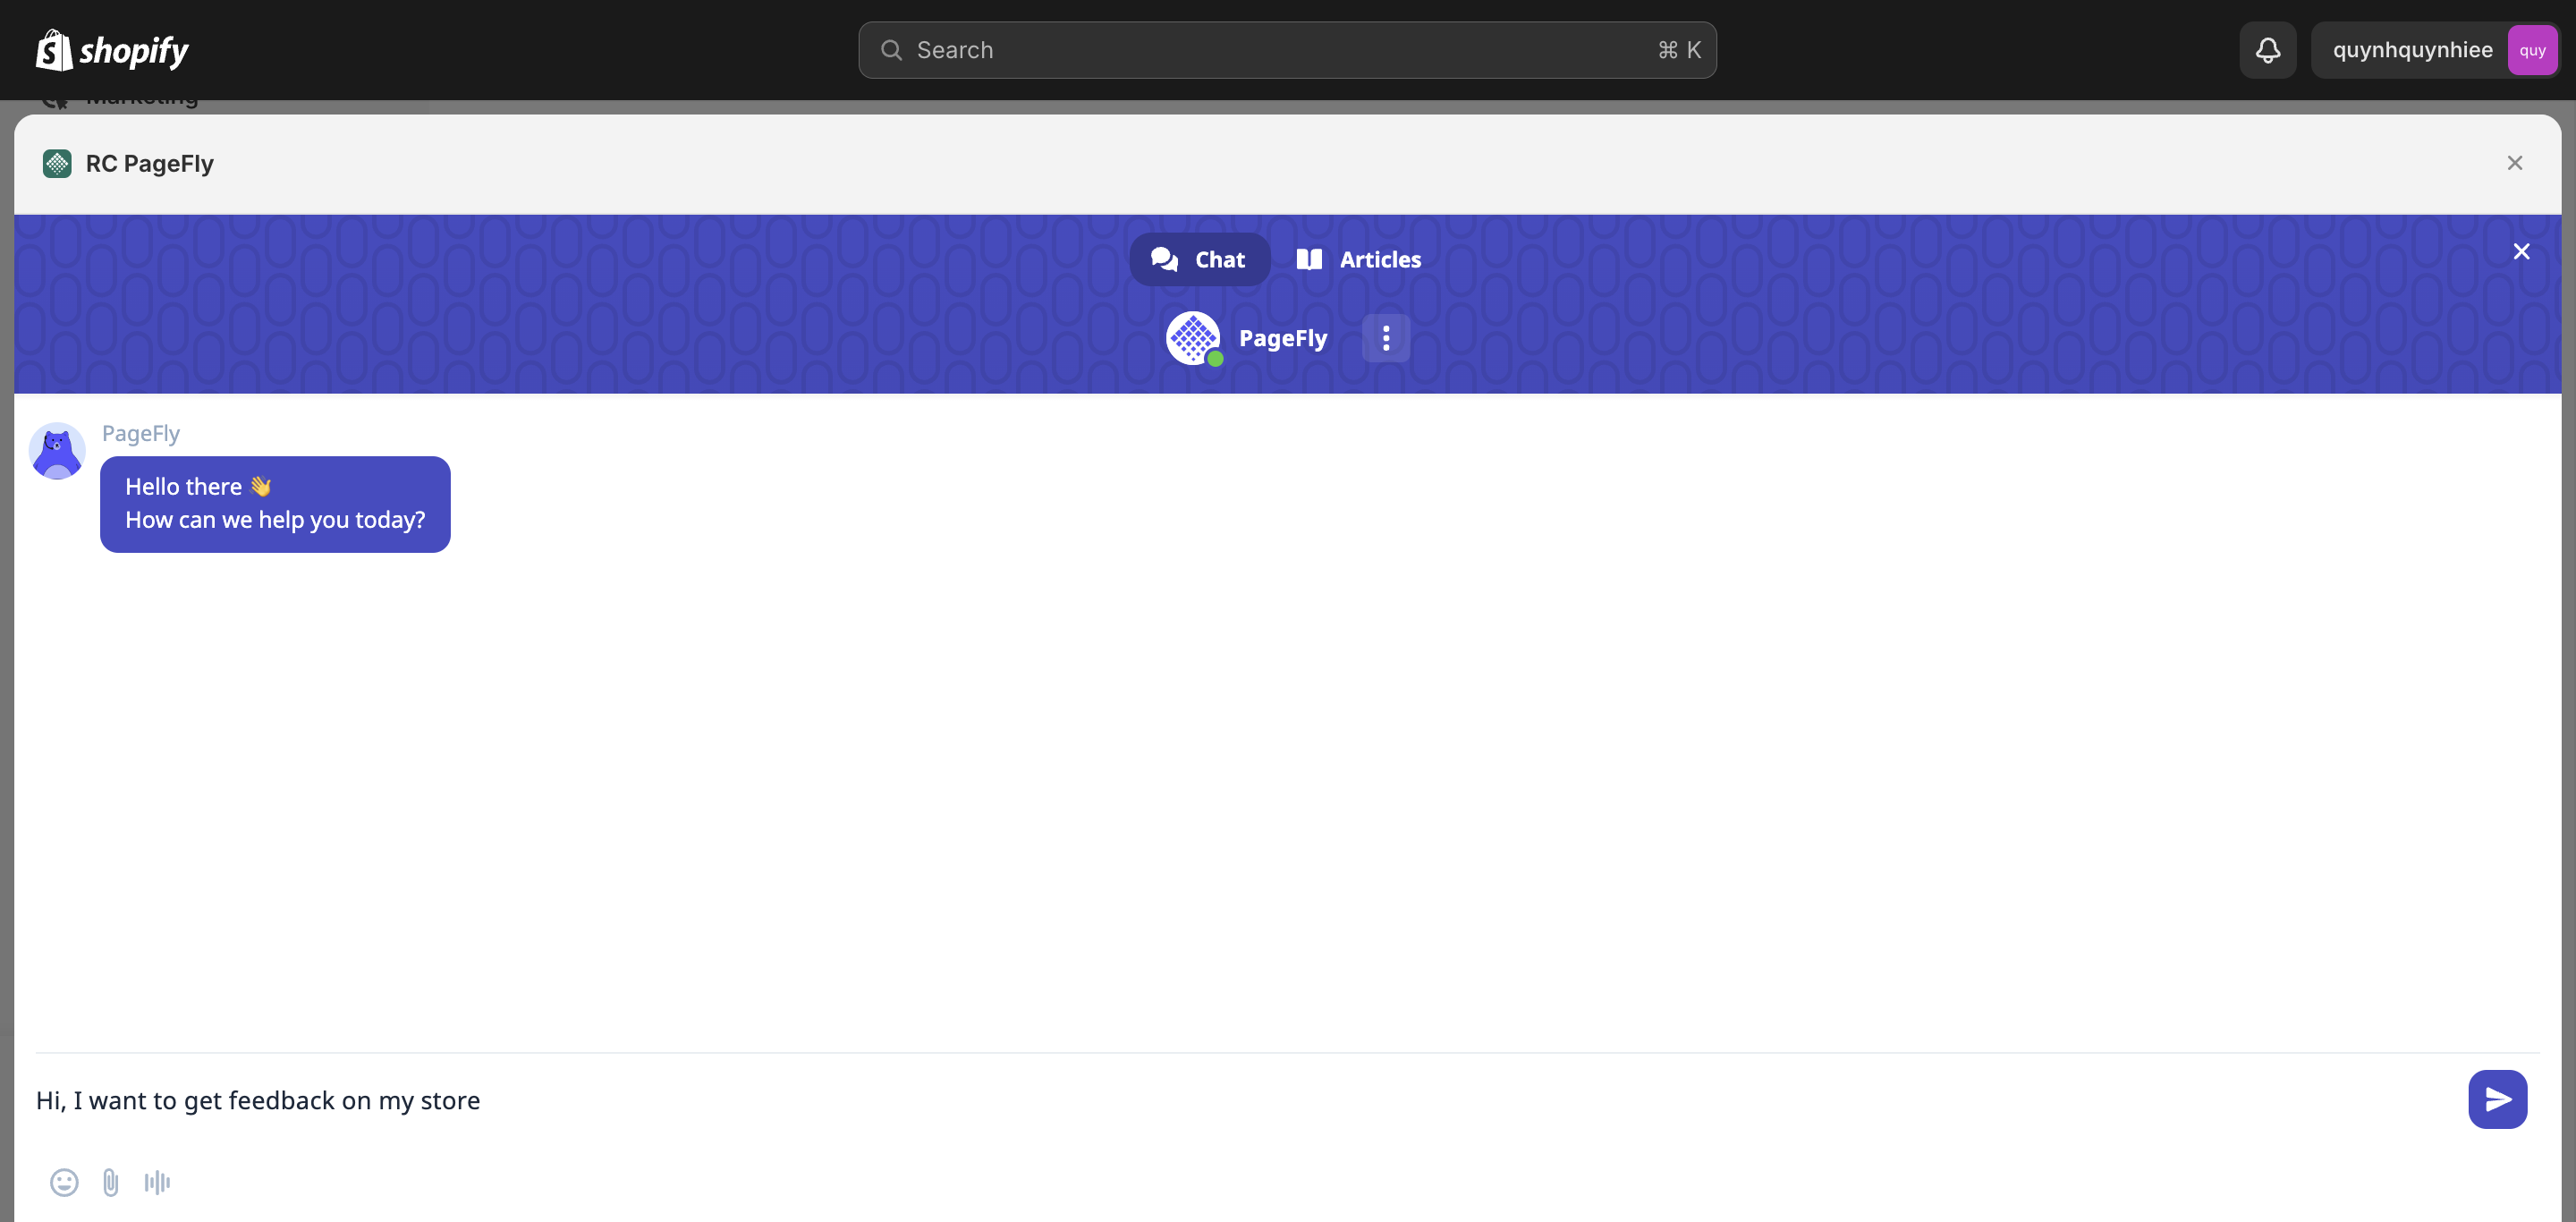 shopify
Search
⌘ K
quynhquynhiee
quy
Marketing
RC PageFly
Chat
Articles
PageFly
PageFly
Hello there 👋
How can we help you today?
Hi, I want to get feedback on my store